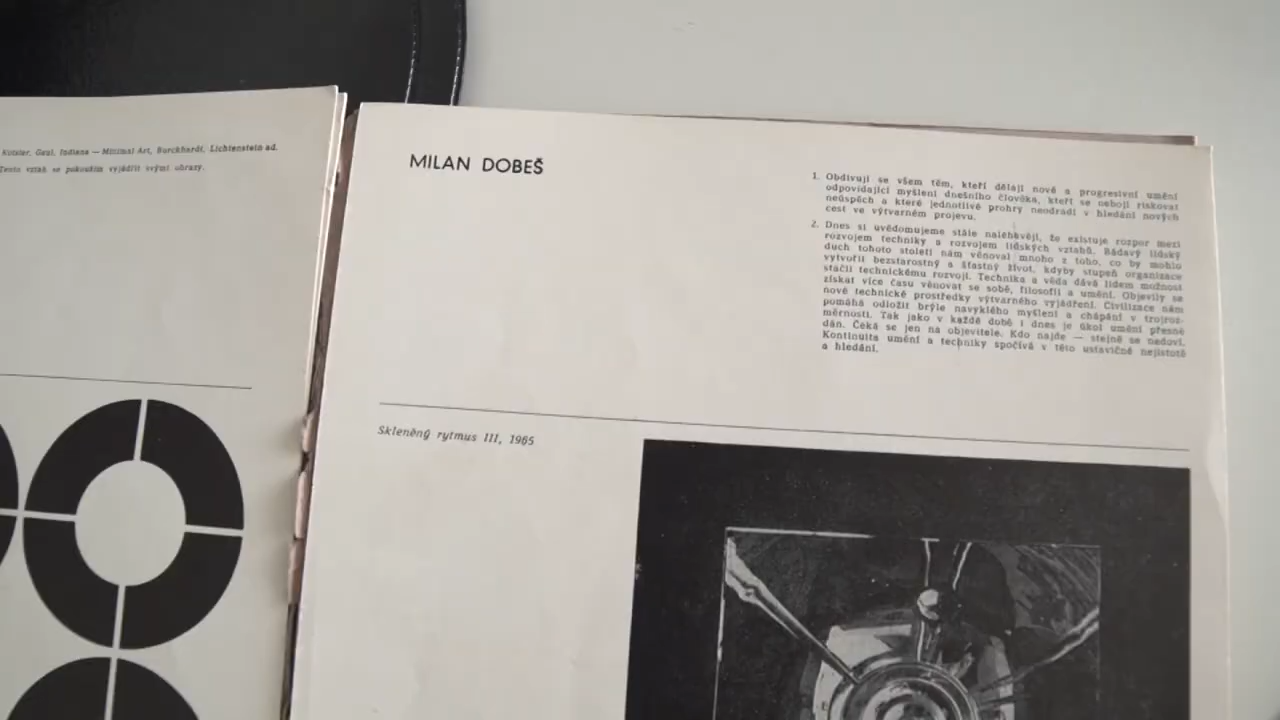 Kotster, Gaul, Indiana — Minimal Art, Burckhardt, Lichtenstein ad.
Tento vztah se pokouším vyjádřit svými obrazy.
MILAN DOBEŠ
1. Obdivuji se všem těm, kteří dělají nové a progresivní umění
odpovídající myšlení dnešního člověka, kteří se nebojí riskovat
neúspěch a které jednotlivé prohry neodradí v hledání nových
cest ve výtvarném projevu.
2. Dnes si uvědomujeme stále naléhavěji, že existuje rozpor mezi
rozvojem techniky a rozvojem lidských vztahů. Bádavý lidský
duch tohoto století nám věnoval mnoho z toho, co by mohlo
vytvořit bezstarostný a šťastný život, kdyby stupeň organizace
stačil technickému rozvoji. Technika a věda dává lidem možnost
získat více času věnovat se sobě, filosofii a umění. Objevily se
nové technické prostředky výtvarného vyjádření. Civilizace nám
pomáhá odložit brýle navyklého myšlení a chápání v trojroz-
měrnosti. Tak jako v každé době i dnes je úkol umění přesně
dán. Čeká se jen na objevitele. Kdo najde — stejně se nedoví.
Kontinuita umění a techniky spočívá v této ustavičné nejistotě
a hledání.
Skleněný rytmus III, 1965